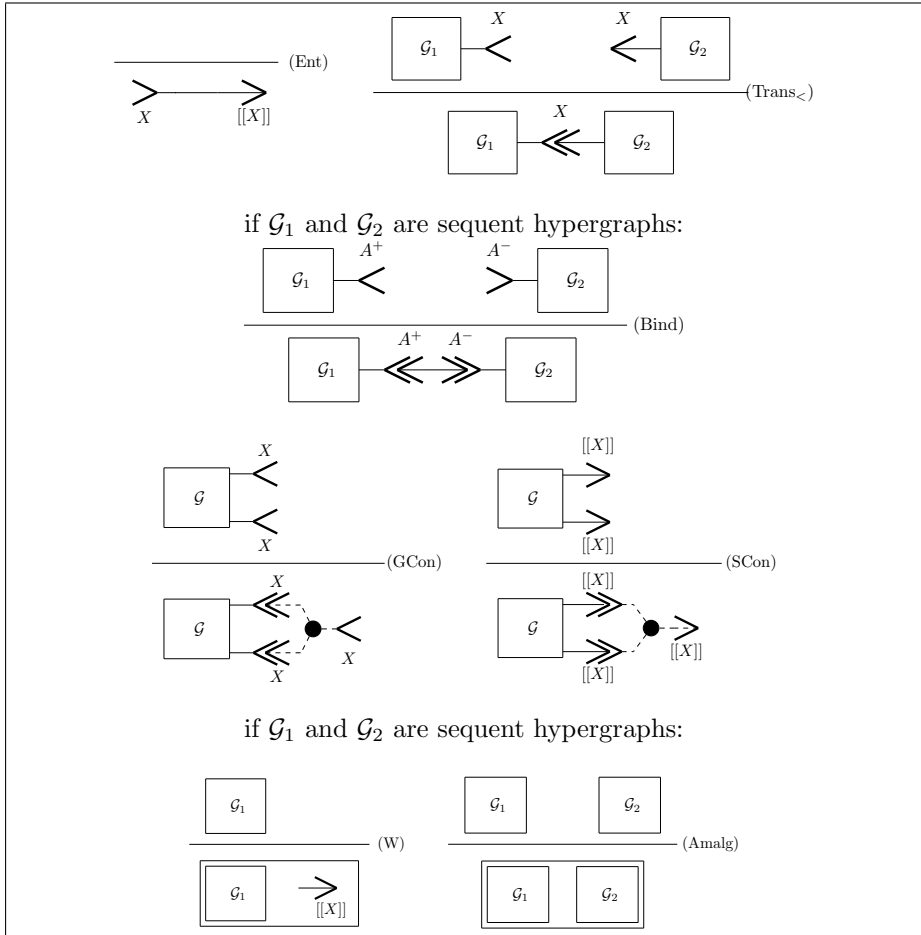 (Ent)
X [[X]]
X X
𝒢₁ 𝒢₂
(Trans<)
X
𝒢₁ 𝒢₂
if 𝒢₁ and 𝒢₂ are sequent hypergraphs:
A⁺ A⁻
𝒢₁ 𝒢₂
(Bind)
A⁺ A⁻
𝒢₁ 𝒢₂
X
𝒢
X
(GCon)
X
𝒢
X
X
[[X]]
𝒢
[[X]]
(SCon)
[[X]]
𝒢
[[X]]
[[X]]
if 𝒢₁ and 𝒢₂ are sequent hypergraphs:
𝒢₁
(W)
𝒢₁
[[X]]
𝒢₁ 𝒢₂
(Amalg)
𝒢₁ 𝒢₂